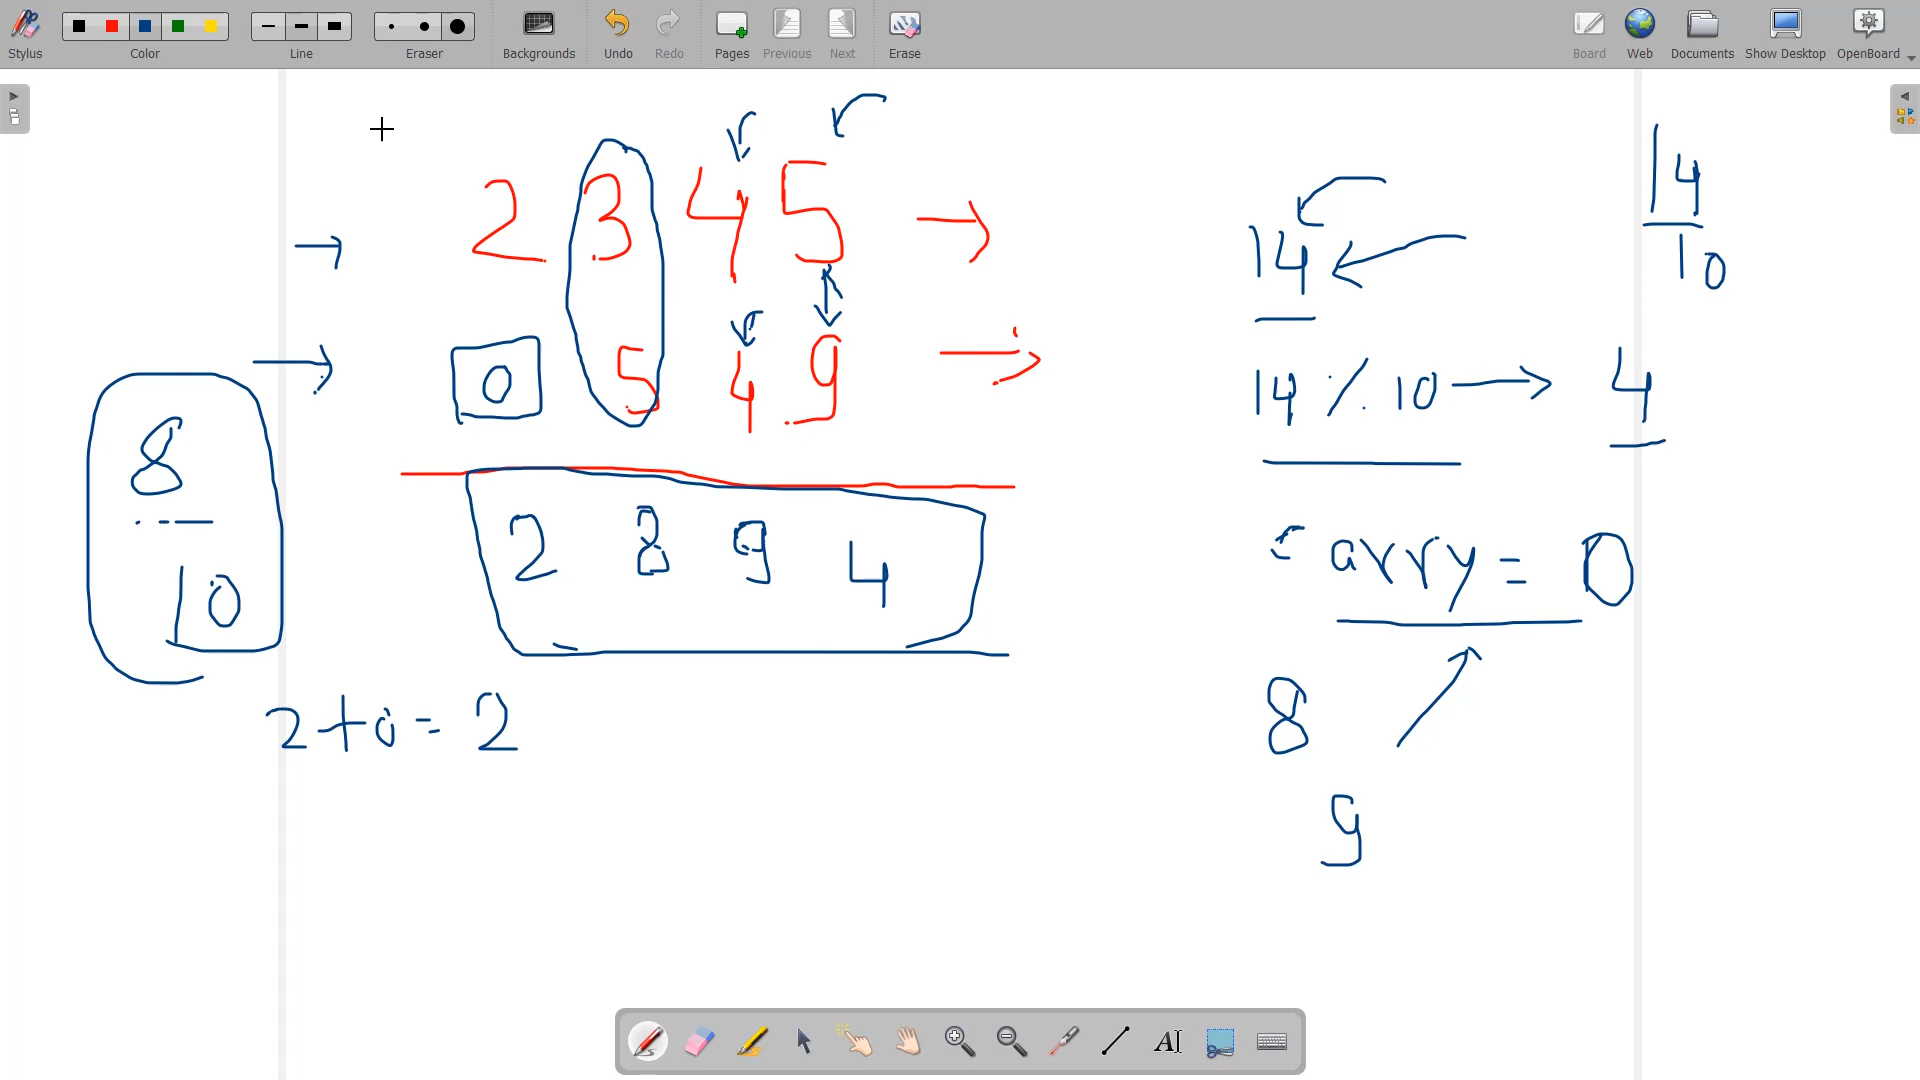 Stylus Color Line Eraser Backgrounds Undo Redo Pages Previous Next Erase Board Web Documents Show Desktop OpenBoard
2 3 4 5
0 5 4 9
2 8 9 4
8
10
2+0= 2
14
10
14
14 % 10 → 4
carry = 0
8
9
AI